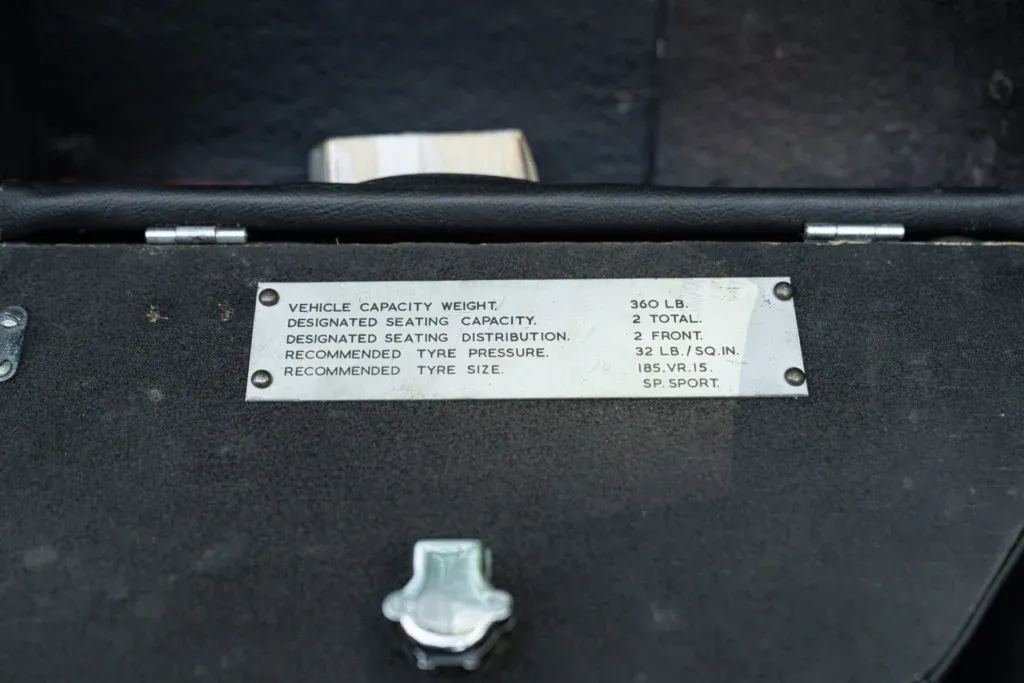 VEHICLE CAPACITY WEIGHT. 360 LB.
DESIGNATED SEATING CAPACITY. 2 TOTAL.
DESIGNATED SEATING DISTRIBUTION. 2 FRONT.
RECOMMENDED TYRE PRESSURE. 32 LB./SQ.IN.
RECOMMENDED TYRE SIZE. 185.VR.15.
SP. SPORT.